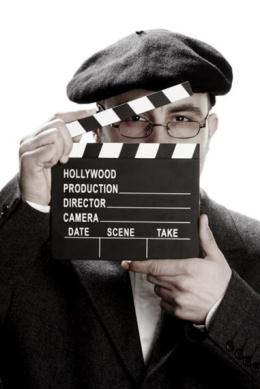 HOLLYWOOD
PRODUCTION
DIRECTOR
CAMERA
DATE SCENE TAKE